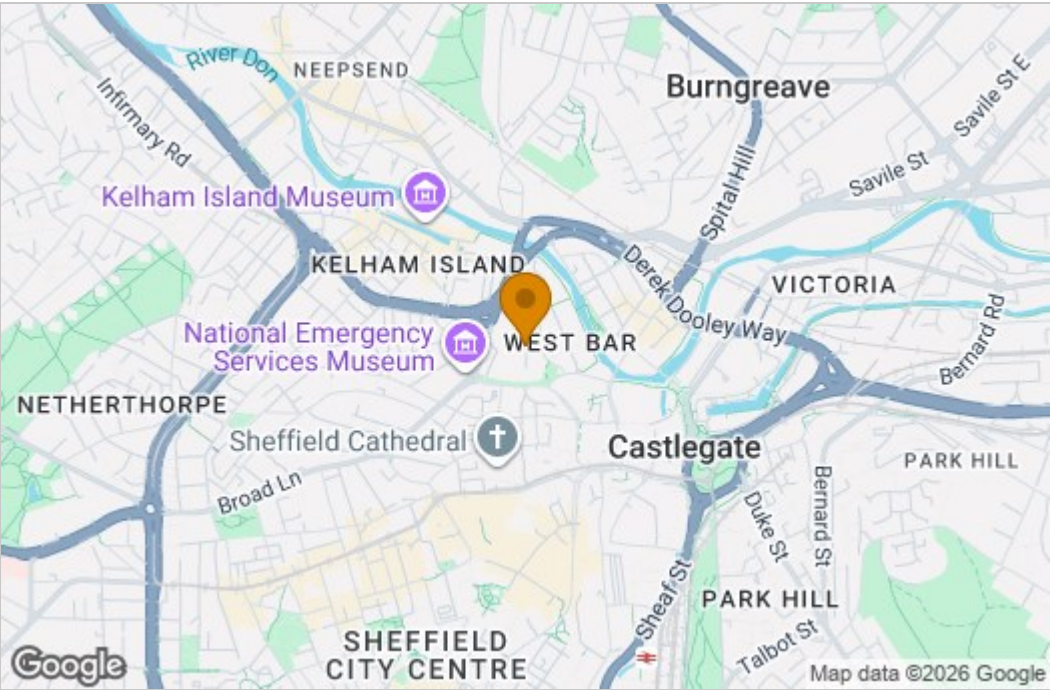 River Don
NEEPSEND
Burngreave
Savile St E
Infirmary Rd
Savile St
Spital Hill
Kelham Island Museum
KELHAM ISLAND
Derek Dooley Way
VICTORIA
National Emergency
Services Museum
WEST BAR
Bernard Rd
NETHERTHORPE
Sheffield Cathedral
Castlegate
PARK HILL
Broad Ln
Bernard St
Duke St
Sheaf St
PARK HILL
Talbot St
SHEFFIELD
CITY CENTRE
Google
Map data ©2026 Google